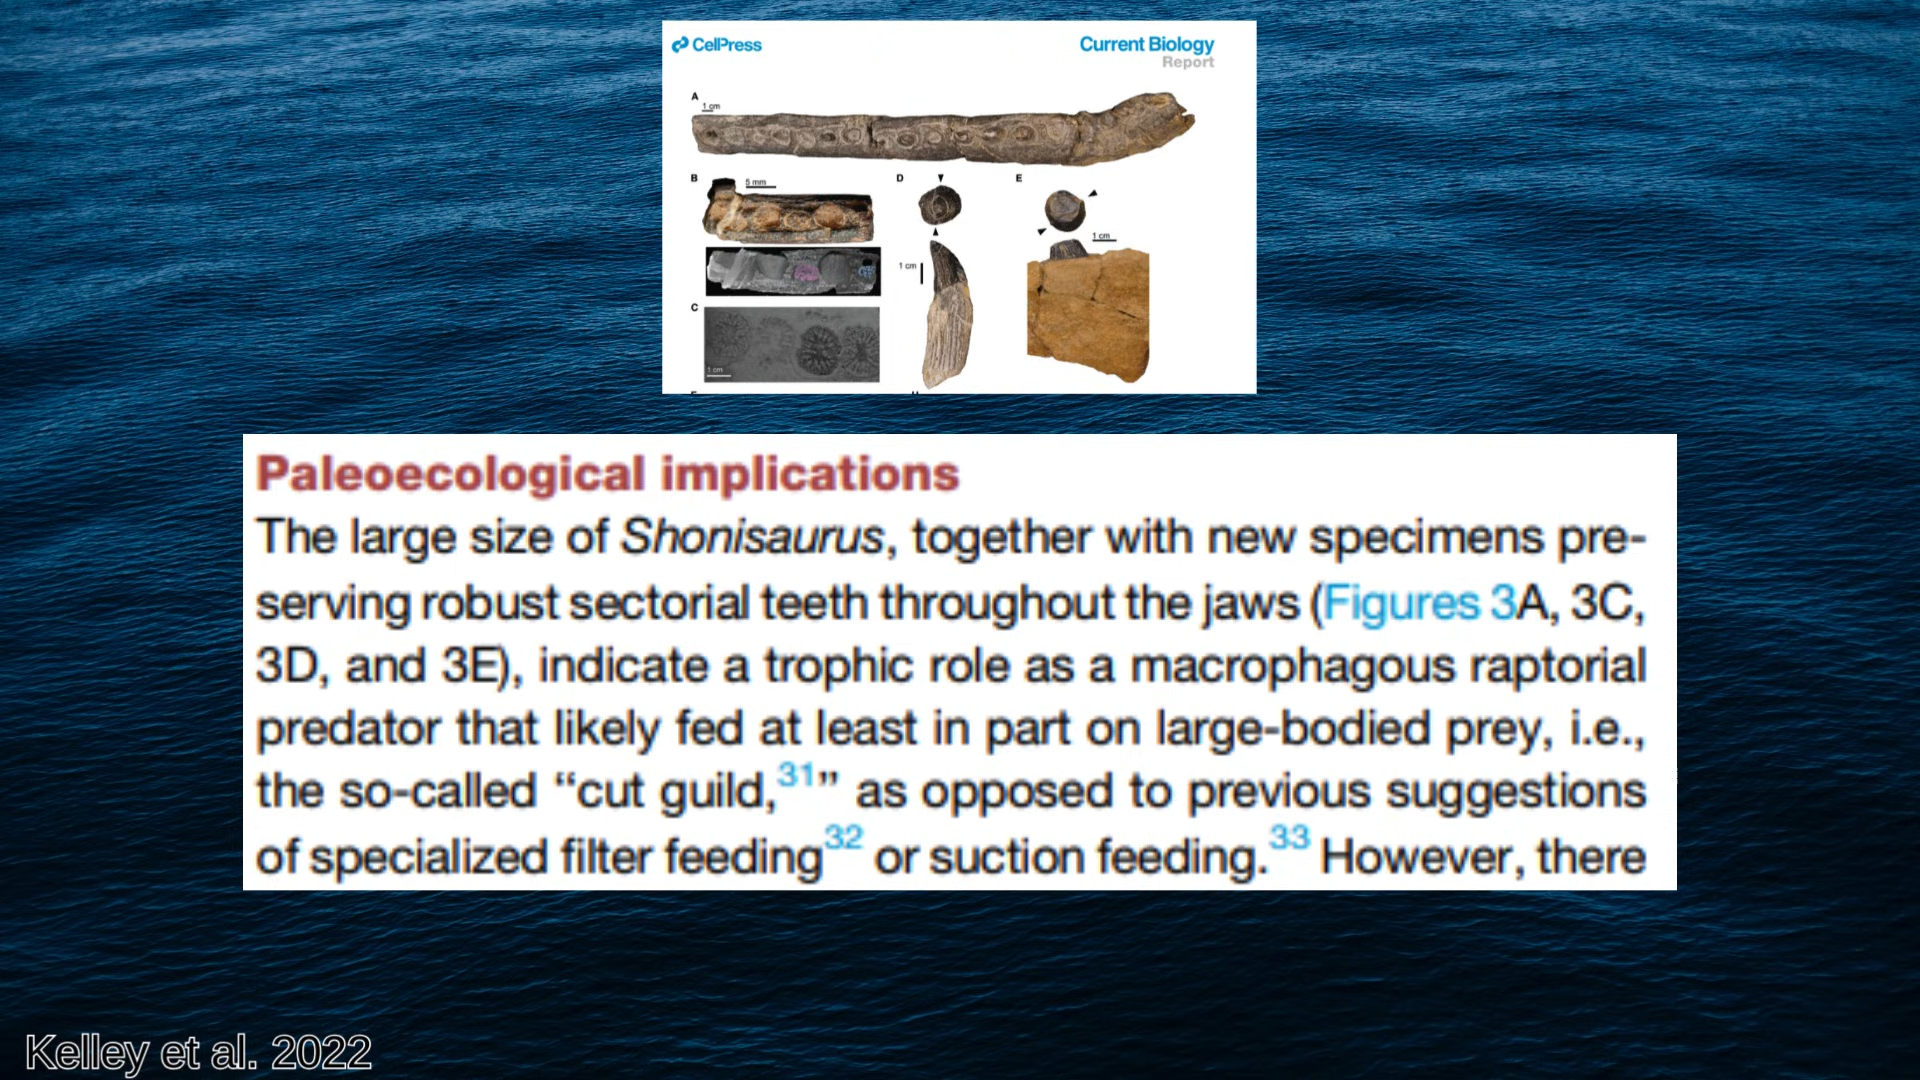 CellPress
Current Biology
Report
A
1 cm
B
5 mm
D
E
1 cm
1 cm
C
1 cm
Paleoecological implications
The large size of Shonisaurus, together with new specimens pre-
serving robust sectorial teeth throughout the jaws (Figures 3A, 3C,
3D, and 3E), indicate a trophic role as a macrophagous raptorial
predator that likely fed at least in part on large-bodied prey, i.e.,
the so-called “cut guild,31” as opposed to previous suggestions
of specialized filter feeding32 or suction feeding.33 However, there
Kelley et al. 2022